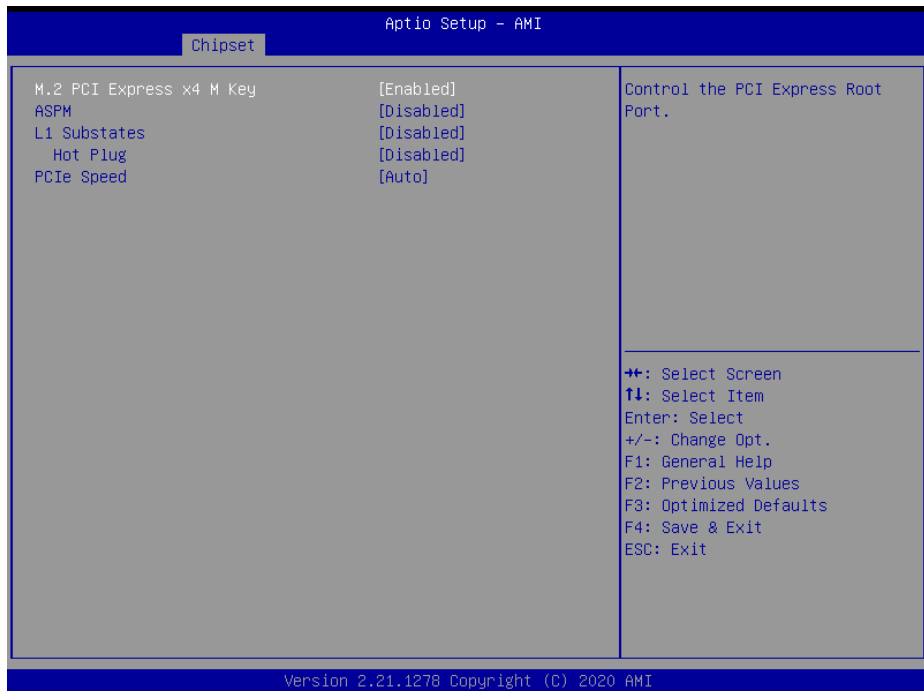 Aptio Setup – AMI
Chipset
M.2 PCI Express x4 M Key [Enabled]
ASPM [Disabled]
L1 Substates [Disabled]
Hot Plug [Disabled]
PCIe Speed [Auto]
Control the PCI Express Root
Port.
→←: Select Screen
↑↓: Select Item
Enter: Select
+/-: Change Opt.
F1: General Help
F2: Previous Values
F3: Optimized Defaults
F4: Save & Exit
ESC: Exit
Version 2.21.1278 Copyright (C) 2020 AMI